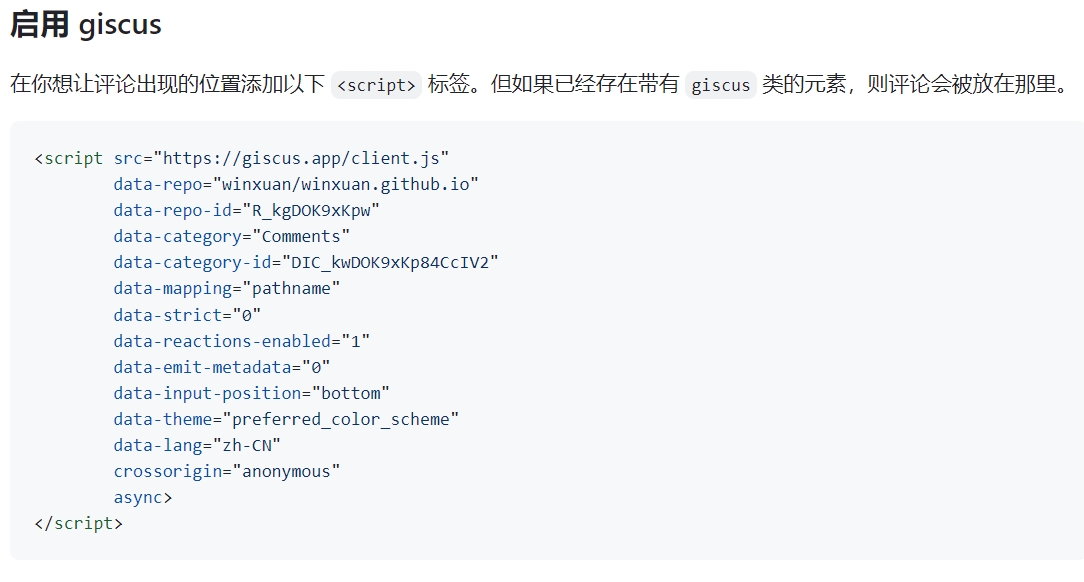 启用 giscus
在你想让评论出现的位置添加以下 <script> 标签。但如果已经存在带有 giscus 类的元素，则评论会被放在那里。
<script src="https://giscus.app/client.js"
data-repo="winxuan/winxuan.github.io"
data-repo-id="R_kgDOK9xKpw"
data-category="Comments"
data-category-id="DIC_kwDOK9xKp84CcIV2"
data-mapping="pathname"
data-strict="0"
data-reactions-enabled="1"
data-emit-metadata="0"
data-input-position="bottom"
data-theme="preferred_color_scheme"
data-lang="zh-CN"
crossorigin="anonymous"
async>
</script>